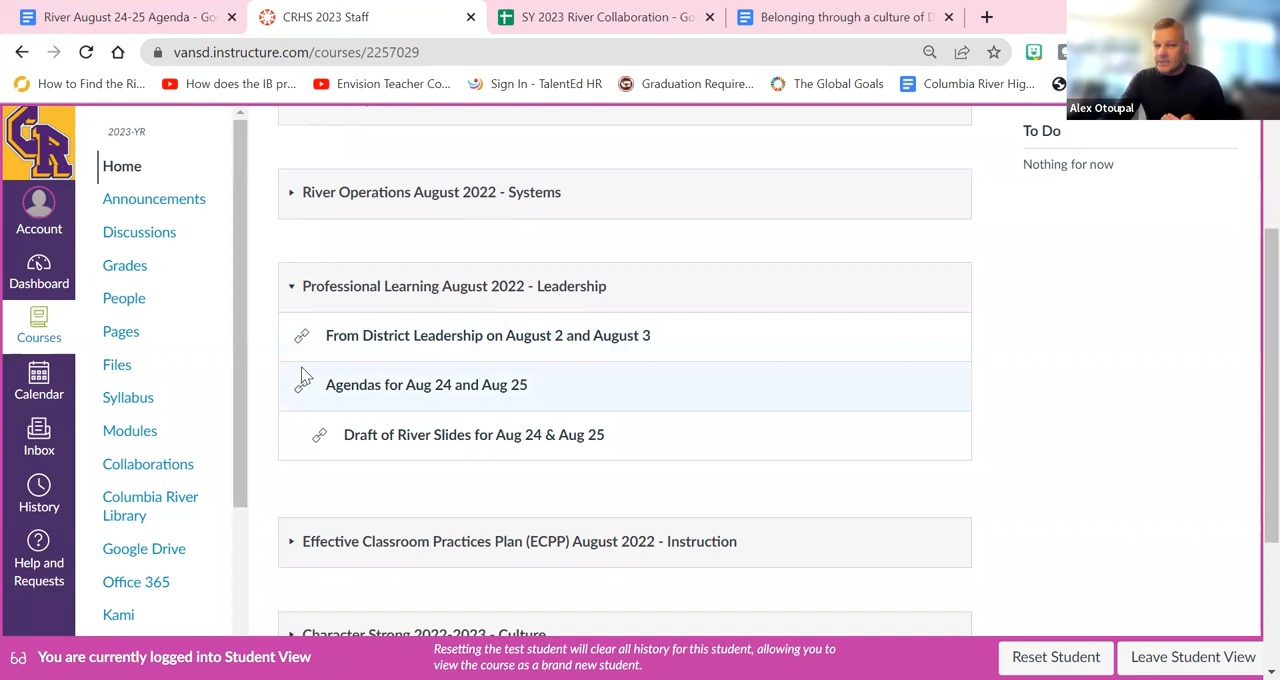 River August 24-25 Agenda - Go
CRHS 2023 Staff
SY 2023 River Collaboration - Go
Belonging through a culture of D
vansd.instructure.com/courses/2257029
How to Find the Ri...
How does the IB pr...
Envision Teacher Co...
Sign In - TalentEd HR
Graduation Require...
The Global Goals
Columbia River Hig...
Alex Otoupal
CR
Account
Dashboard
Courses
Calendar
Inbox
History
Help and
Requests
2023-YR
Home
Announcements
Discussions
Grades
People
Pages
Files
Syllabus
Modules
Collaborations
Columbia River
Library
Google Drive
Office 365
Kami
River Operations August 2022 - Systems
Professional Learning August 2022 - Leadership
From District Leadership on August 2 and August 3
Agendas for Aug 24 and Aug 25
Draft of River Slides for Aug 24 & Aug 25
Effective Classroom Practices Plan (ECPP) August 2022 - Instruction
Character Strong 2022-2023 - Culture
To Do
Nothing for now
You are currently logged into Student View
Resetting the test student will clear all history for this student, allowing you to
view the course as a brand new student.
Reset Student
Leave Student View